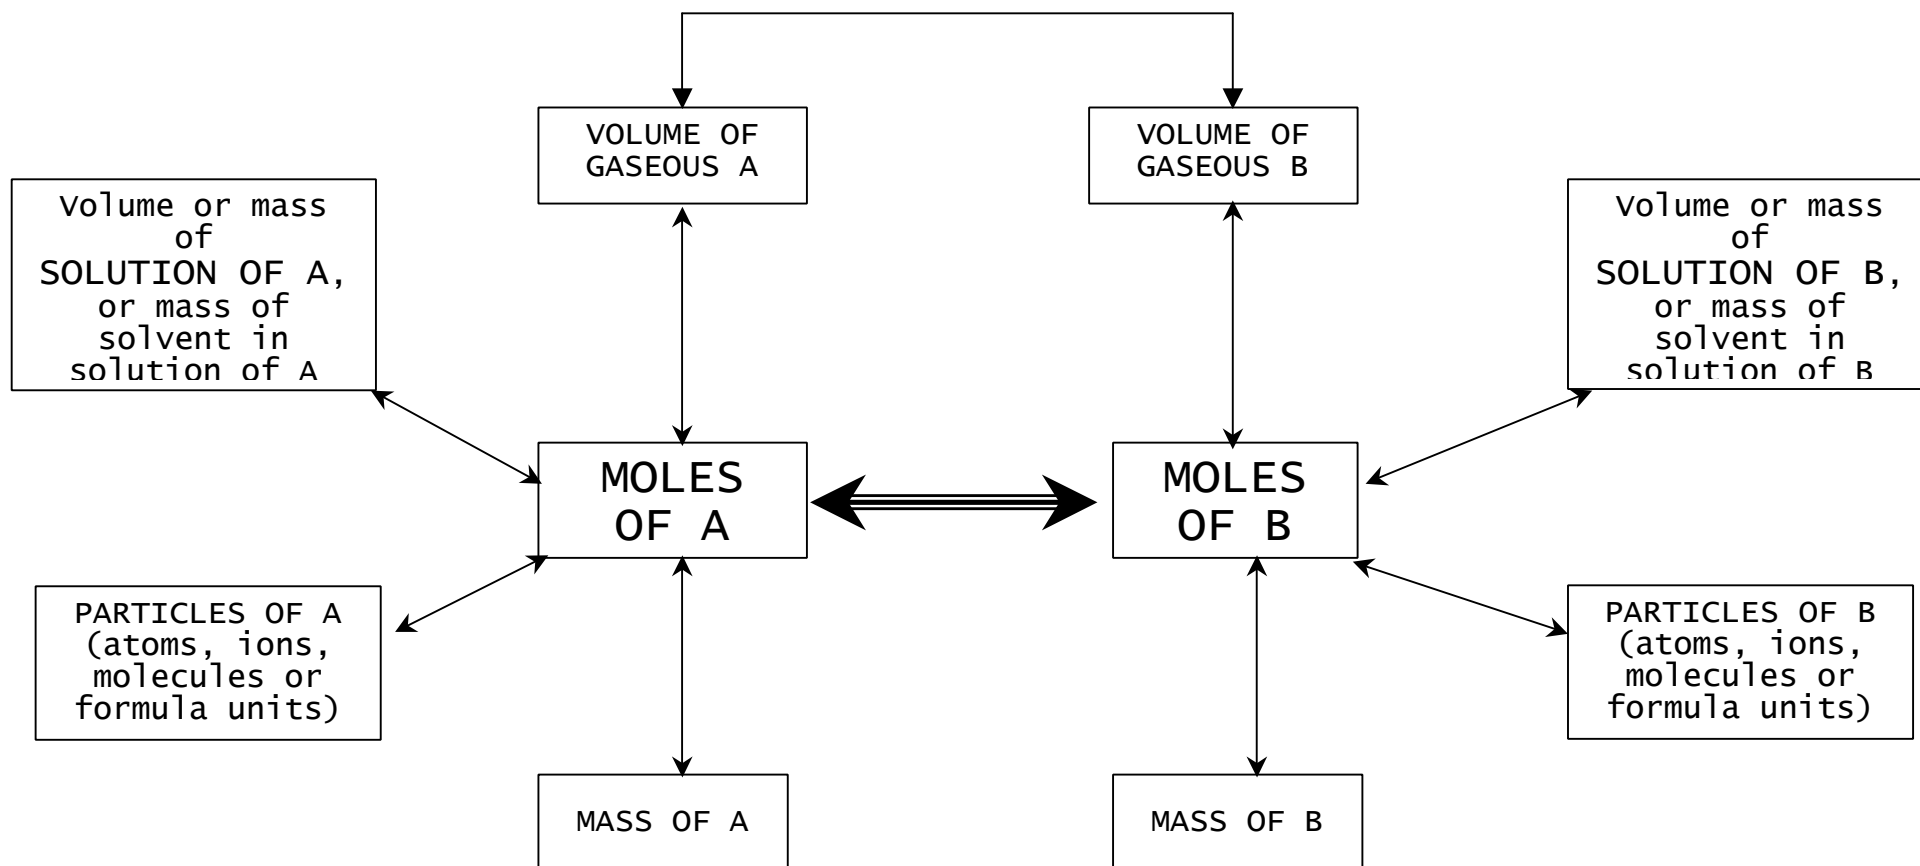 VOLUME OF
GASEOUS A
VOLUME OF
GASEOUS B
Volume or mass
of
SOLUTION OF A,
or mass of
solvent in
solution of A
Volume or mass
of
SOLUTION OF B,
or mass of
solvent in
solution of B
MOLES
OF A
MOLES
OF B
PARTICLES OF A
(atoms, ions,
molecules or
formula units)
PARTICLES OF B
(atoms, ions,
molecules or
formula units)
MASS OF A
MASS OF B